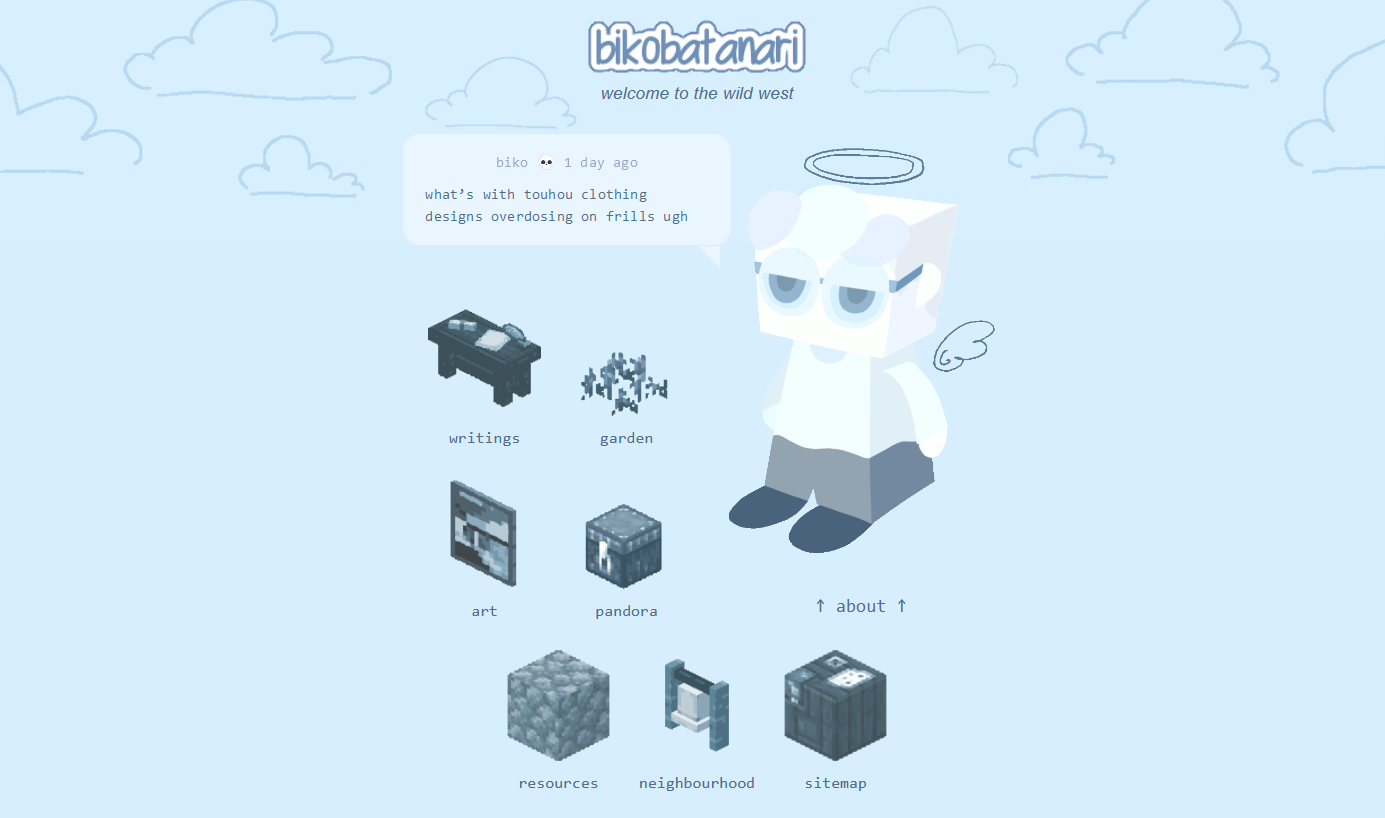 bikobatanari
welcome to the wild west
biko 💀 1 day ago
what’s with touhou clothing
designs overdosing on frills ugh
writings
garden
art
pandora
↑ about ↑
resources
neighbourhood
sitemap